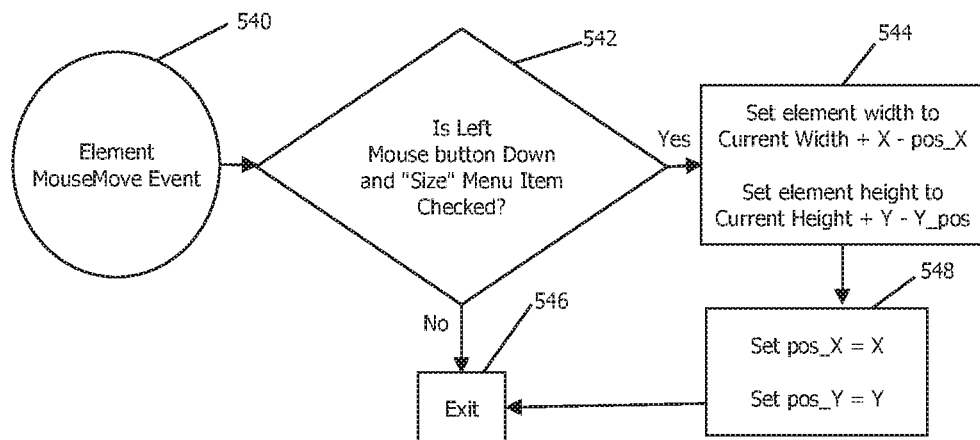 540
542
544
Element
MouseMove Event
Is Left
Mouse button Down
and "Size" Menu Item
Checked?
Yes
Set element width to
Current Width + X - pos_X
Set element height to
Current Height + Y - Y_pos
No
546
548
Exit
Set pos_X = X
Set pos_Y = Y